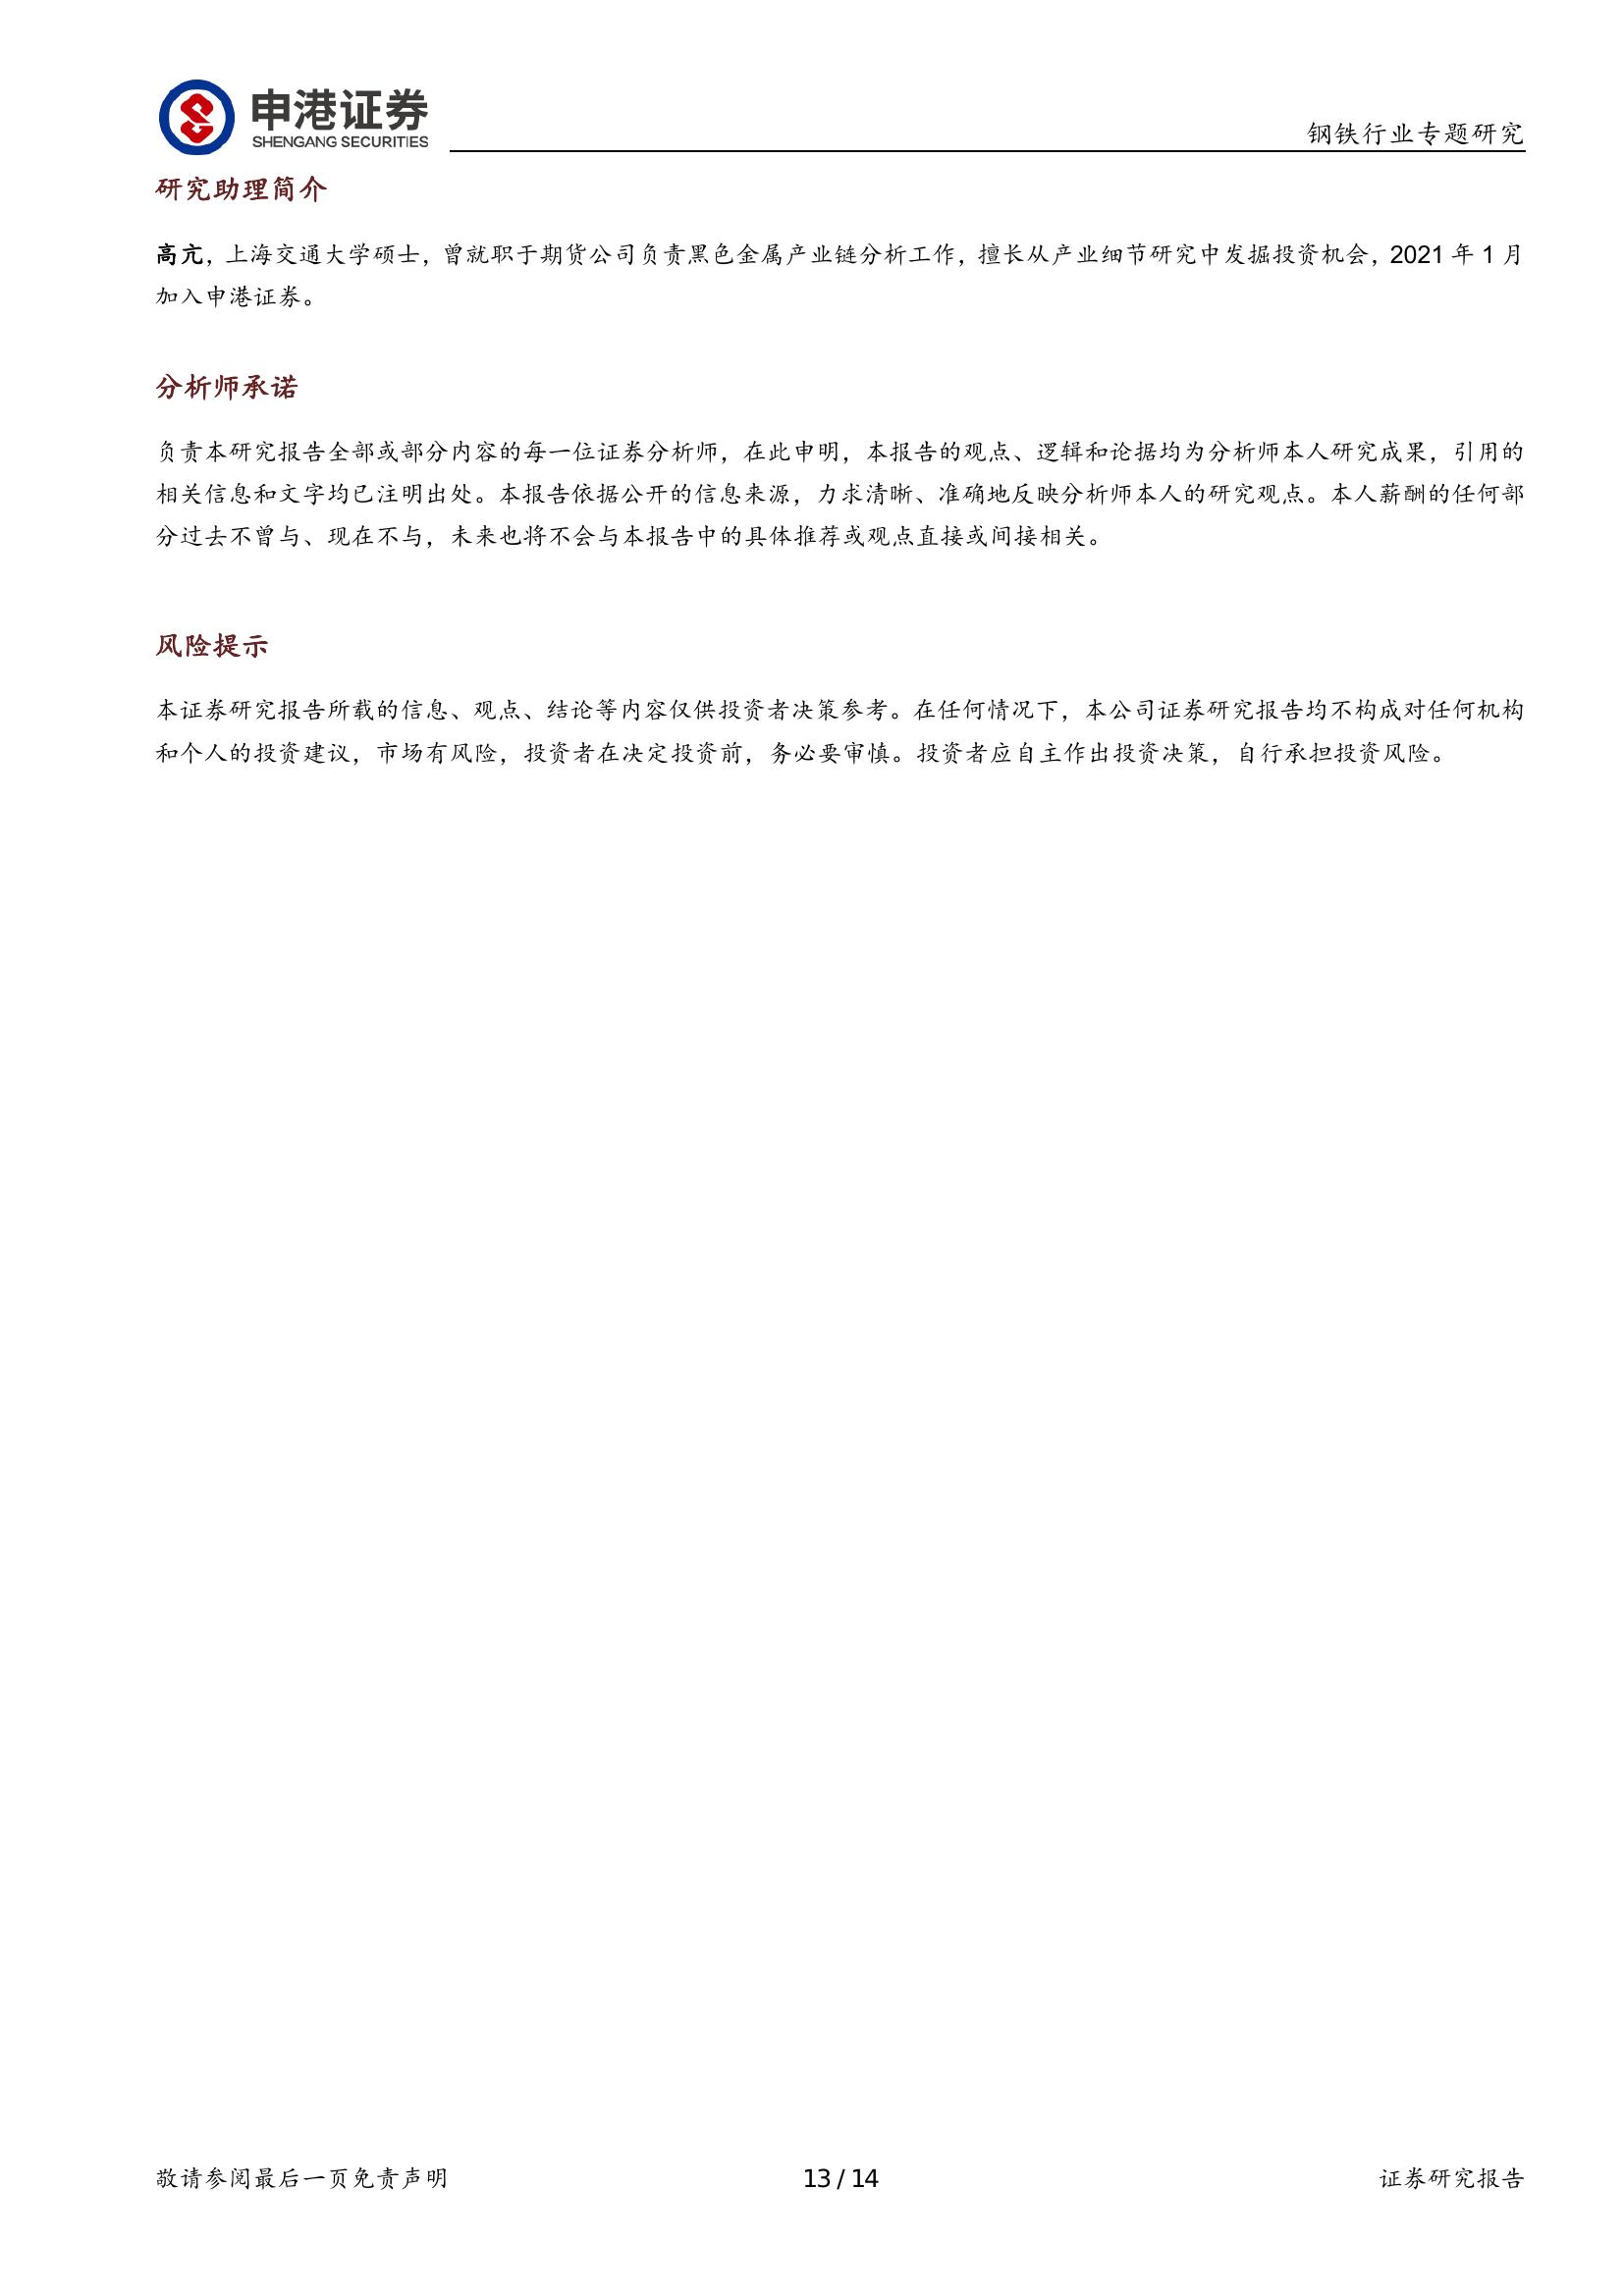 申港证券
SHENGANG SECURITIES
钢铁行业专题研究
研究助理简介
高亢，上海交通大学硕士，曾就职于期货公司负责黑色金属产业链分析工作，擅长从产业细节研究中发掘投资机会，2021 年 1 月
加入申港证券。
分析师承诺
负责本研究报告全部或部分内容的每一位证券分析师，在此申明，本报告的观点、逻辑和论据均为分析师本人研究成果，引用的
相关信息和文字均已注明出处。本报告依据公开的信息来源，力求清晰、准确地反映分析师本人的研究观点。本人薪酬的任何部
分过去不曾与、现在不与，未来也将不会与本报告中的具体推荐或观点直接或间接相关。
风险提示
本证券研究报告所载的信息、观点、结论等内容仅供投资者决策参考。在任何情况下，本公司证券研究报告均不构成对任何机构
和个人的投资建议，市场有风险，投资者在决定投资前，务必要审慎。投资者应自主作出投资决策，自行承担投资风险。
敬请参阅最后一页免责声明
13 / 14
证券研究报告